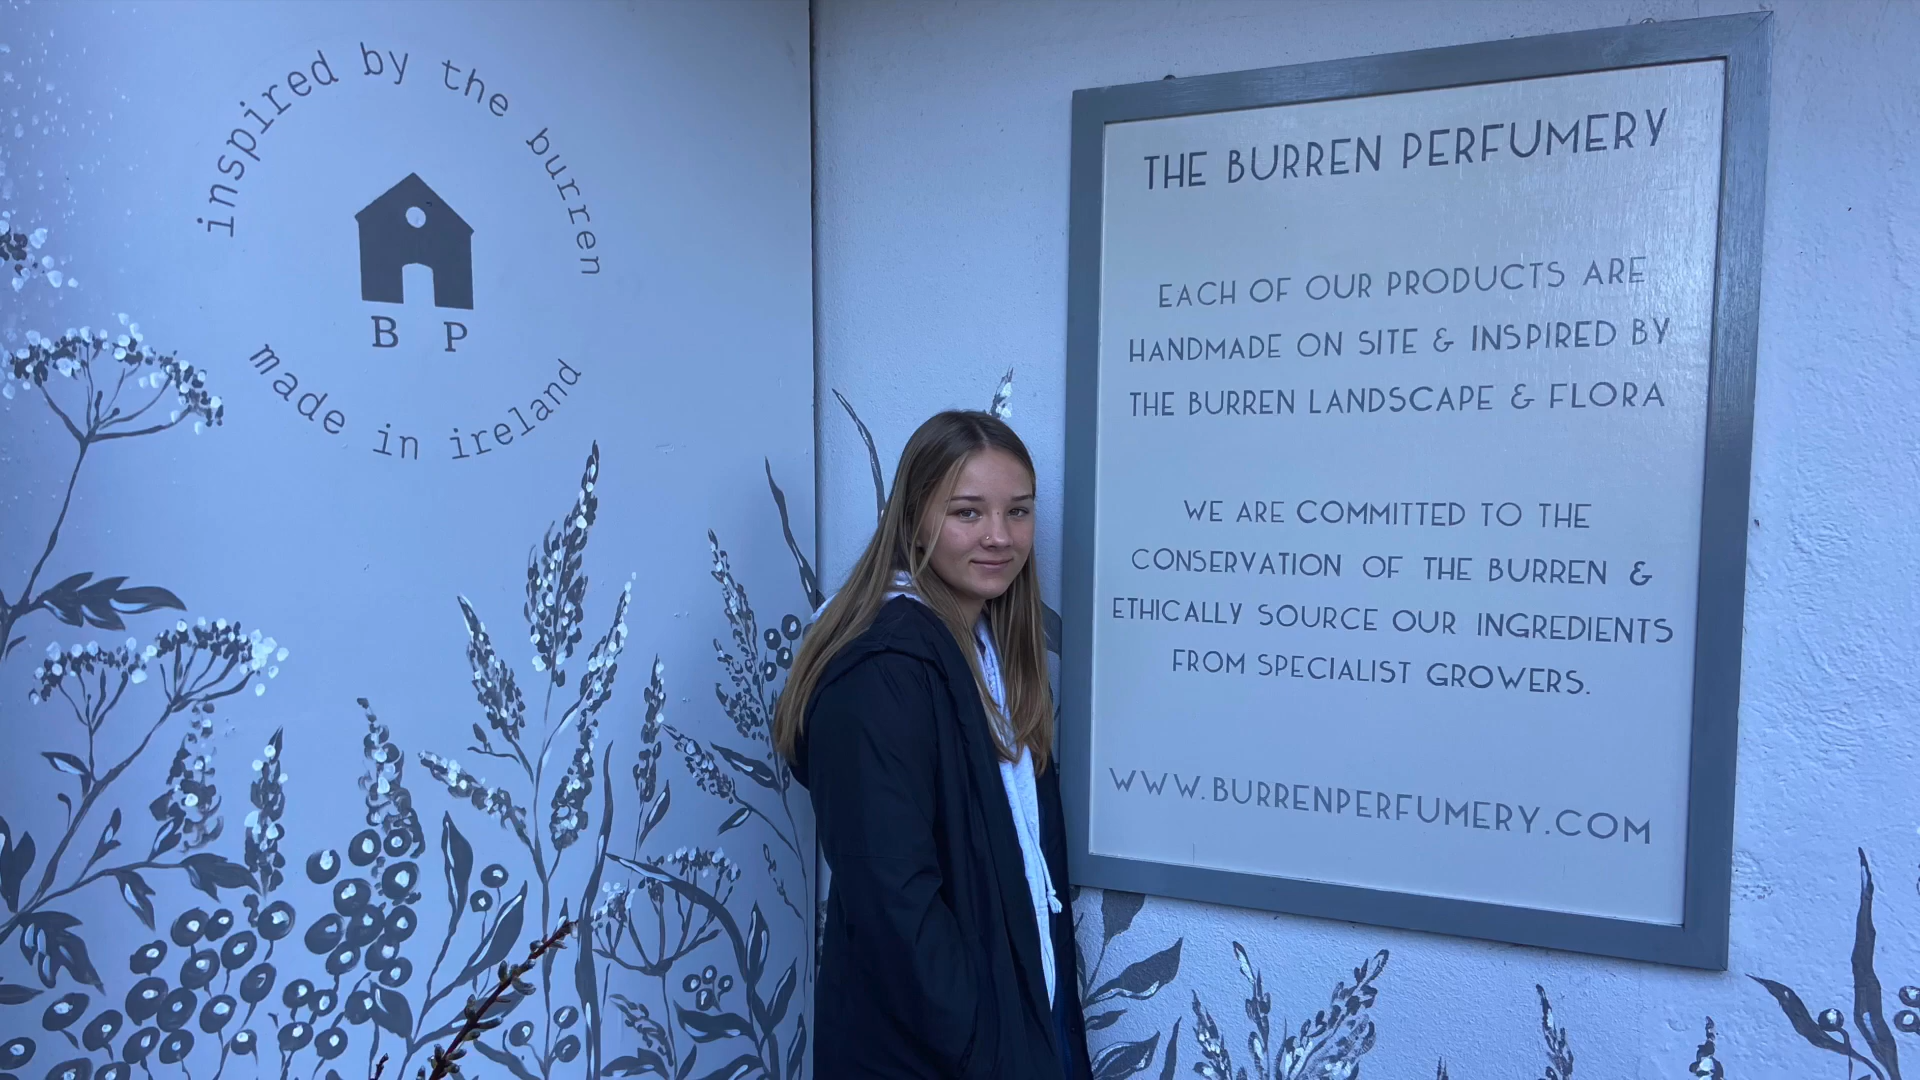 inspired by the burren
B P
made in ireland
THE BURREN PERFUMERY
EACH OF OUR PRODUCTS ARE
HANDMADE ON SITE & INSPIRED BY
THE BURREN LANDSCAPE & FLORA
WE ARE COMMITTED TO THE
CONSERVATION OF THE BURREN &
ETHICALLY SOURCE OUR INGREDIENTS
FROM SPECIALIST GROWERS.
WWW.BURRENPERFUMERY.COM